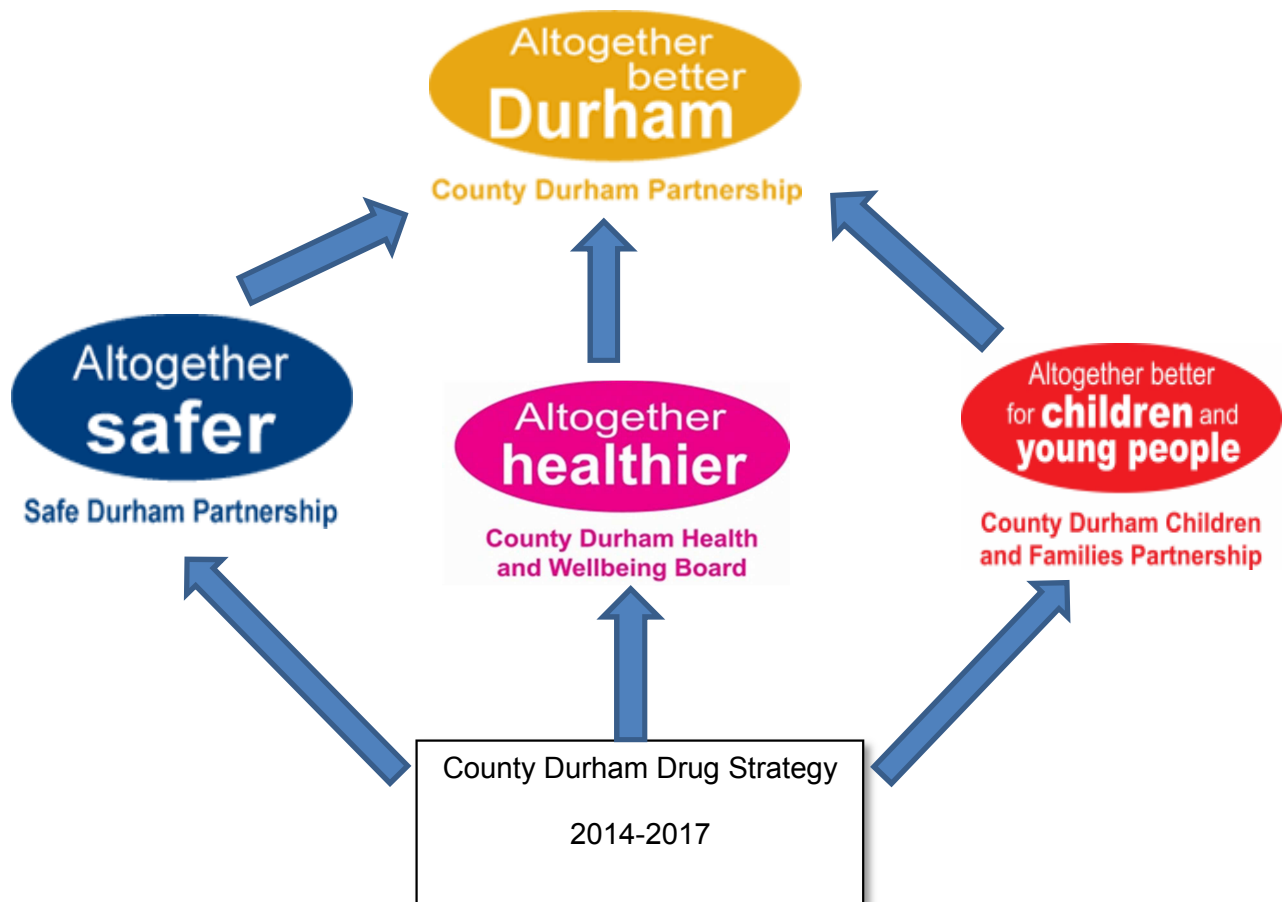 Altogether
better
Durham
County Durham Partnership
Altogether
safer
Safe Durham Partnership
Altogether
healthier
County Durham Health
and Wellbeing Board
Altogether better
for children and
young people
County Durham Children
and Families Partnership
County Durham Drug Strategy
2014-2017